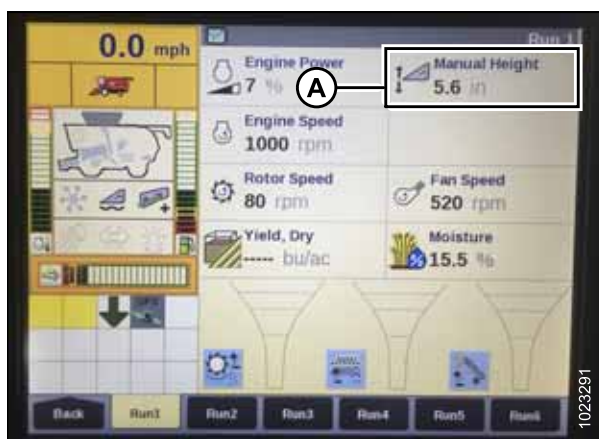 0.0 mph
Run 1
Engine Power
7 %
A
Manual Height
5.6 in
Engine Speed
1000 rpm
Rotor Speed
80 rpm
Fan Speed
520 rpm
Yield, Dry
----- bu/ac
Moisture
15.5 %
Back
Run1
Run2
Run3
Run4
Run5
Run6
1023291